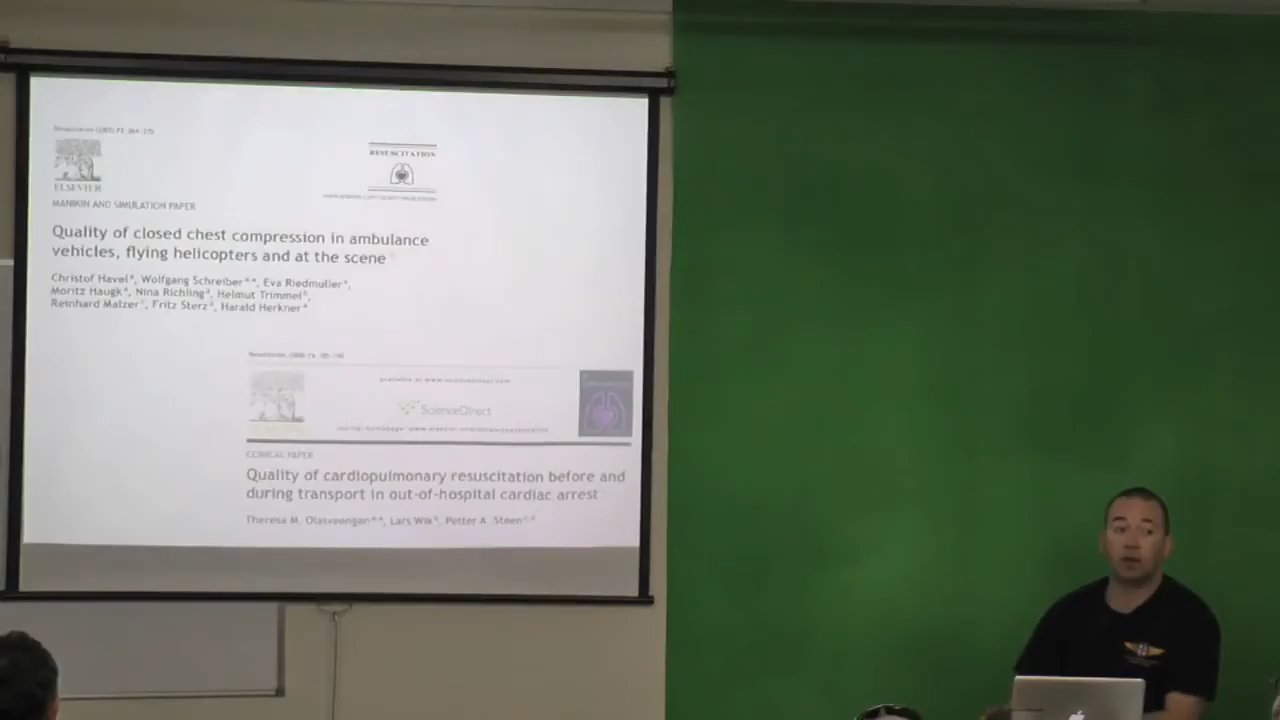 ELSEVIER
RESUSCITATION
MANIKIN AND SIMULATION PAPER
Quality of closed chest compression in ambulance
vehicles, flying helicopters and at the scene
Christof Havel a, Wolfgang Schreiber a,*, Eva Riedmuller a,
Moritz Haugk a, Nina Richling a, Helmut Trimmel b,
Reinhard Malzer c, Fritz Sterz a, Harald Herkner a
ScienceDirect
CLINICAL PAPER
Quality of cardiopulmonary resuscitation before and
during transport in out-of-hospital cardiac arrest
Theresa M. Olasveengen a,*, Lars Wik b, Petter A. Steen